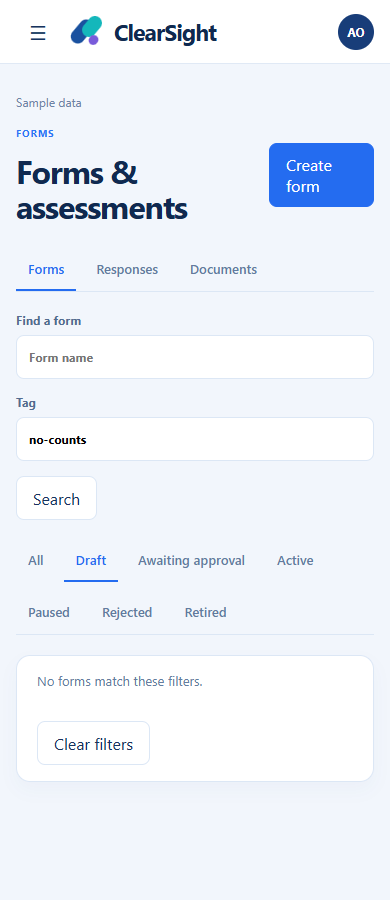 ClearSight
AO
Sample data
FORMS
Forms &
assessments
Create
form
Forms
Responses
Documents
Find a form
Form name
Tag
no-counts
Search
All
Draft
Awaiting approval
Active
Paused
Rejected
Retired
No forms match these filters.
Clear filters